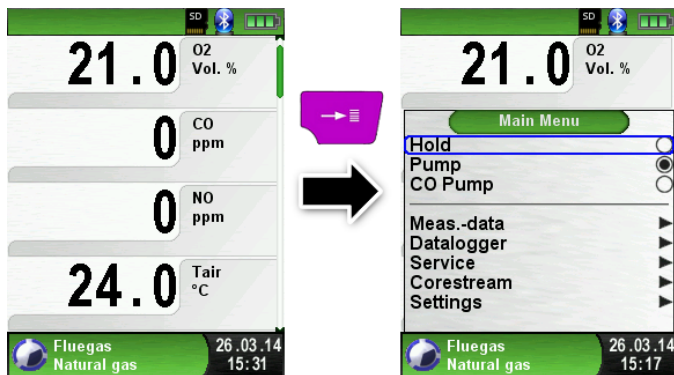 SD
21.0 O2
Vol. %
0 CO
ppm
0 NO
ppm
24.0 Tair
°C
Fluegas 26.03.14
Natural gas 15:31
SD
21.0 O2
Vol. %
Main Menu
Hold
Pump
CO Pump
Meas.-data
Datalogger
Service
Corestream
Settings
Fluegas 26.03.14
Natural gas 15:17